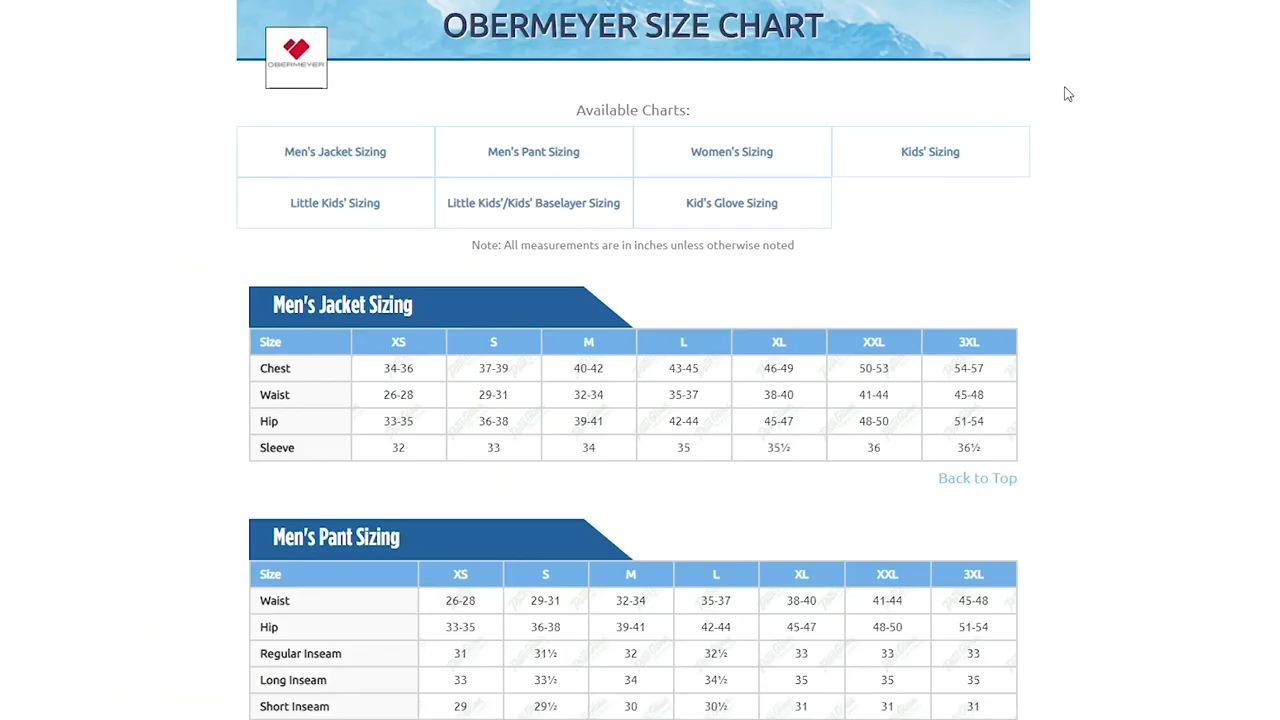 OBERMEYER SIZE CHART
OBERMEYER
Available Charts:
Men's Jacket Sizing Men's Pant Sizing Women's Sizing Kids' Sizing
Little Kids' Sizing Little Kids'/Kids' Baselayer Sizing Kid's Glove Sizing
Note: All measurements are in inches unless otherwise noted
Men's Jacket Sizing
Size XS S M L XL XXL 3XL
Chest 34-36 37-39 40-42 43-45 46-49 50-53 54-57
Waist 26-28 29-31 32-34 35-37 38-40 41-44 45-48
Hip 33-35 36-38 39-41 42-44 45-47 48-50 51-54
Sleeve 32 33 34 35 35½ 36 36½
Back to Top
Men's Pant Sizing
Size XS S M L XL XXL 3XL
Waist 26-28 29-31 32-34 35-37 38-40 41-44 45-48
Hip 33-35 36-38 39-41 42-44 45-47 48-50 51-54
Regular Inseam 31 31½ 32 32½ 33 33 33
Long Inseam 33 33½ 34 34½ 35 35 35
Short Inseam 29 29½ 30 30½ 31 31 31